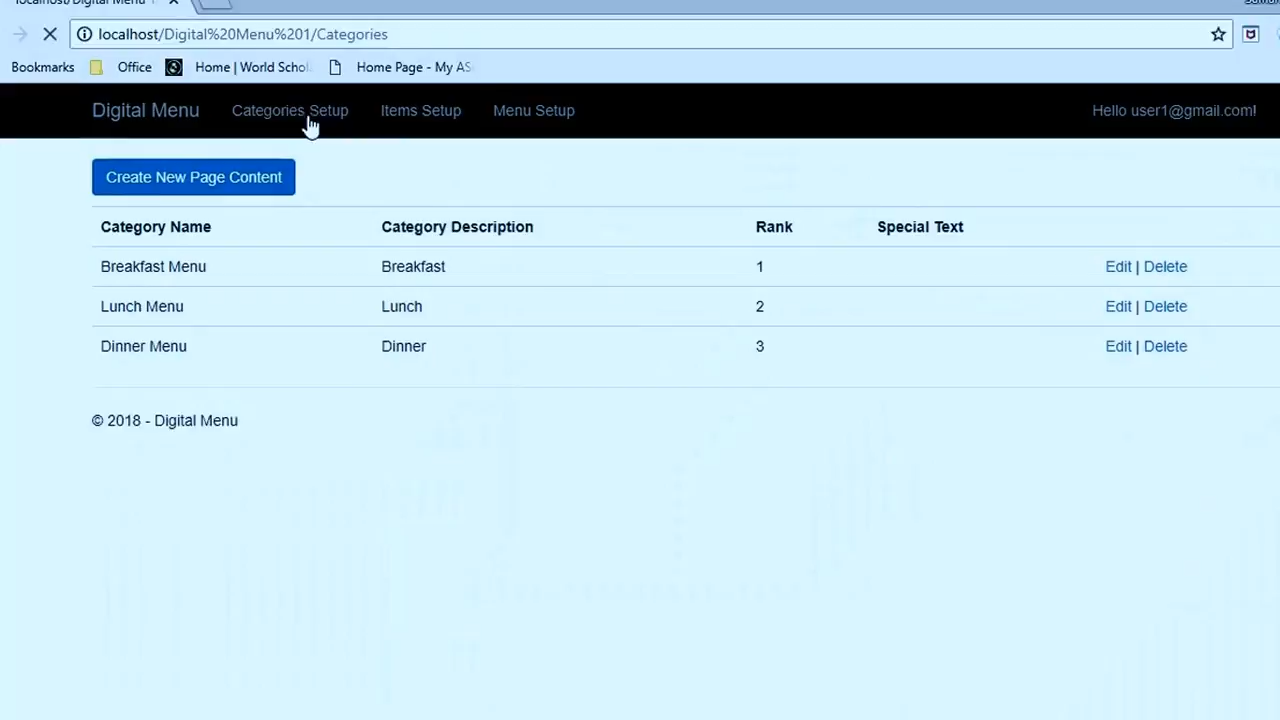 localhost/Digital Menu
localhost/Digital%20Menu%201/Categories
Bookmarks Office Home | World Schol Home Page - My AS
Digital Menu Categories Setup Items Setup Menu Setup Hello user1@gmail.com!
Create New Page Content
Category Name Category Description Rank Special Text
Breakfast Menu Breakfast 1 Edit | Delete
Lunch Menu Lunch 2 Edit | Delete
Dinner Menu Dinner 3 Edit | Delete
© 2018 - Digital Menu